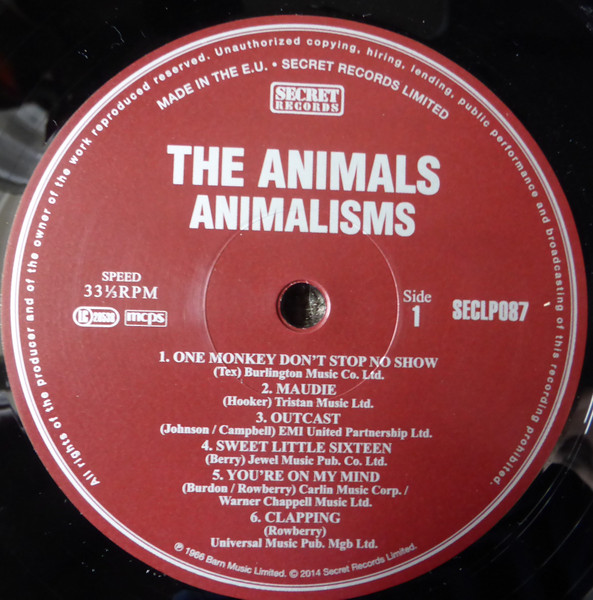 All rights of the producer and of the owner of the work reproduced reserved. Unauthorized copying, hiring, lending, public performance and broadcasting of this recording prohibited.
MADE IN THE E.U. • SECRET RECORDS LIMITED
SECRET
RECORDS
THE ANIMALS
ANIMALISMS
SPEED
33⅓RPM
LC 28538 mcps
Side
1
SECLP087
1. ONE MONKEY DON'T STOP NO SHOW
(Tex) Burlington Music Co. Ltd.
2. MAUDIE
(Hooker) Tristan Music Ltd.
3. OUTCAST
(Johnson / Campbell) EMI United Partnership Ltd.
4. SWEET LITTLE SIXTEEN
(Berry) Jewel Music Pub. Co. Ltd.
5. YOU'RE ON MY MIND
(Burdon / Rowberry) Carlin Music Corp. /
Warner Chappell Music Ltd.
6. CLAPPING
(Rowberry)
Universal Music Pub. Mgb Ltd.
℗ 1966 Barn Music Limited. © 2014 Secret Records Limited.